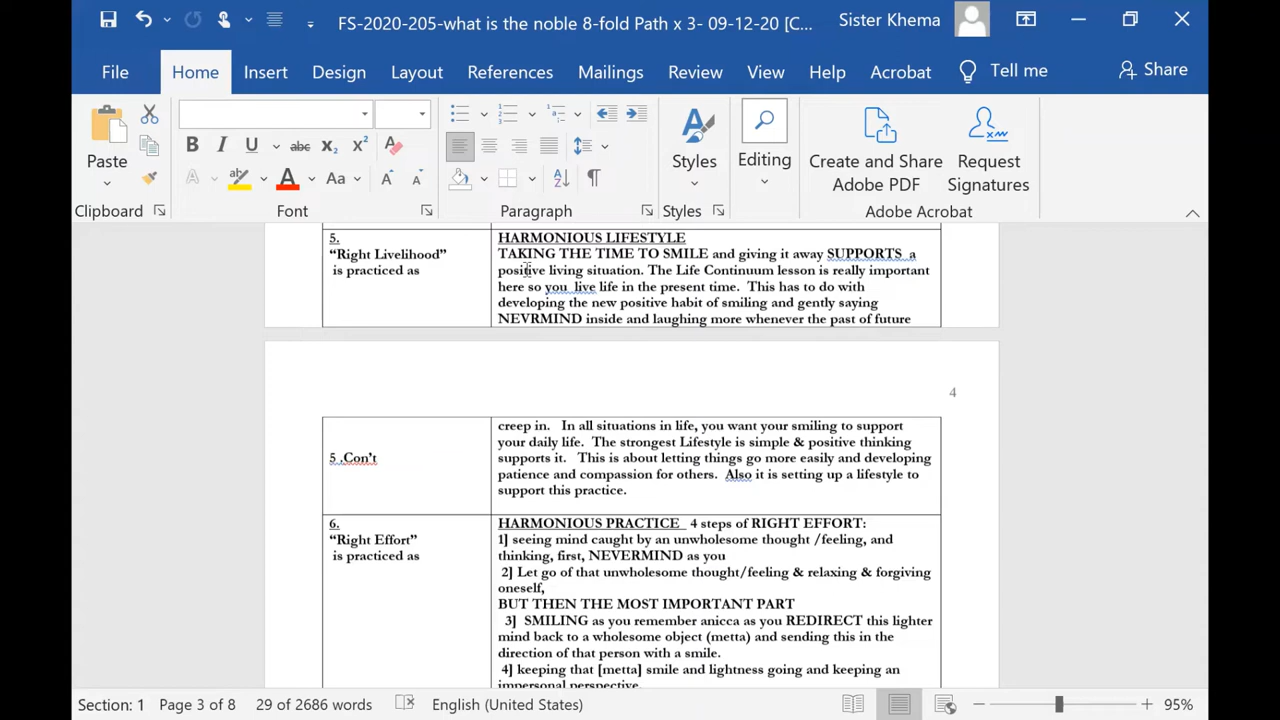 FS-2020-205-what is the noble 8-fold Path x 3- 09-12-20 [C...
Sister Khema
File Home Insert Design Layout References Mailings Review View Help Acrobat Tell me Share
Paste
Clipboard
B I U abc x₂ x²
A A Aa A A
Font
Paragraph
Styles
Styles
Editing
Create and Share
Adobe PDF
Request
Signatures
Adobe Acrobat
5.
“Right Livelihood”
is practiced as
HARMONIOUS LIFESTYLE
TAKING THE TIME TO SMILE and giving it away SUPPORTS a
positive living situation. The Life Continuum lesson is really important
here so you live life in the present time. This has to do with
developing the new positive habit of smiling and gently saying
NEVRMIND inside and laughing more whenever the past of future
4
5 .Con’t
creep in. In all situations in life, you want your smiling to support
your daily life. The strongest Lifestyle is simple & positive thinking
supports it. This is about letting things go more easily and developing
patience and compassion for others. Also it is setting up a lifestyle to
support this practice.
6.
“Right Effort”
is practiced as
HARMONIOUS PRACTICE 4 steps of RIGHT EFFORT:
1] seeing mind caught by an unwholesome thought /feeling, and
thinking, first, NEVERMIND as you
2] Let go of that unwholesome thought/feeling & relaxing & forgiving
oneself,
BUT THEN THE MOST IMPORTANT PART
3] SMILING as you remember anicca as you REDIRECT this lighter
mind back to a wholesome object (metta) and sending this in the
direction of that person with a smile.
4] keeping that [metta] smile and lightness going and keeping an
impersonal perspective.
Section: 1 Page 3 of 8 29 of 2686 words English (United States) 95%